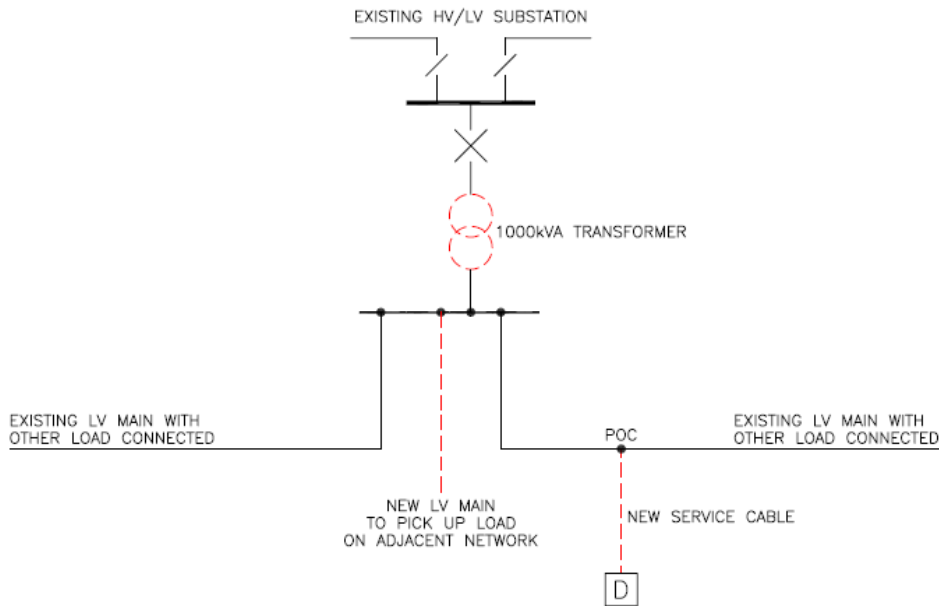 EXISTING HV/LV SUBSTATION
1000kVA TRANSFORMER
EXISTING LV MAIN WITH
OTHER LOAD CONNECTED
POC
EXISTING LV MAIN WITH
OTHER LOAD CONNECTED
NEW LV MAIN
TO PICK UP LOAD
ON ADJACENT NETWORK
NEW SERVICE CABLE
D